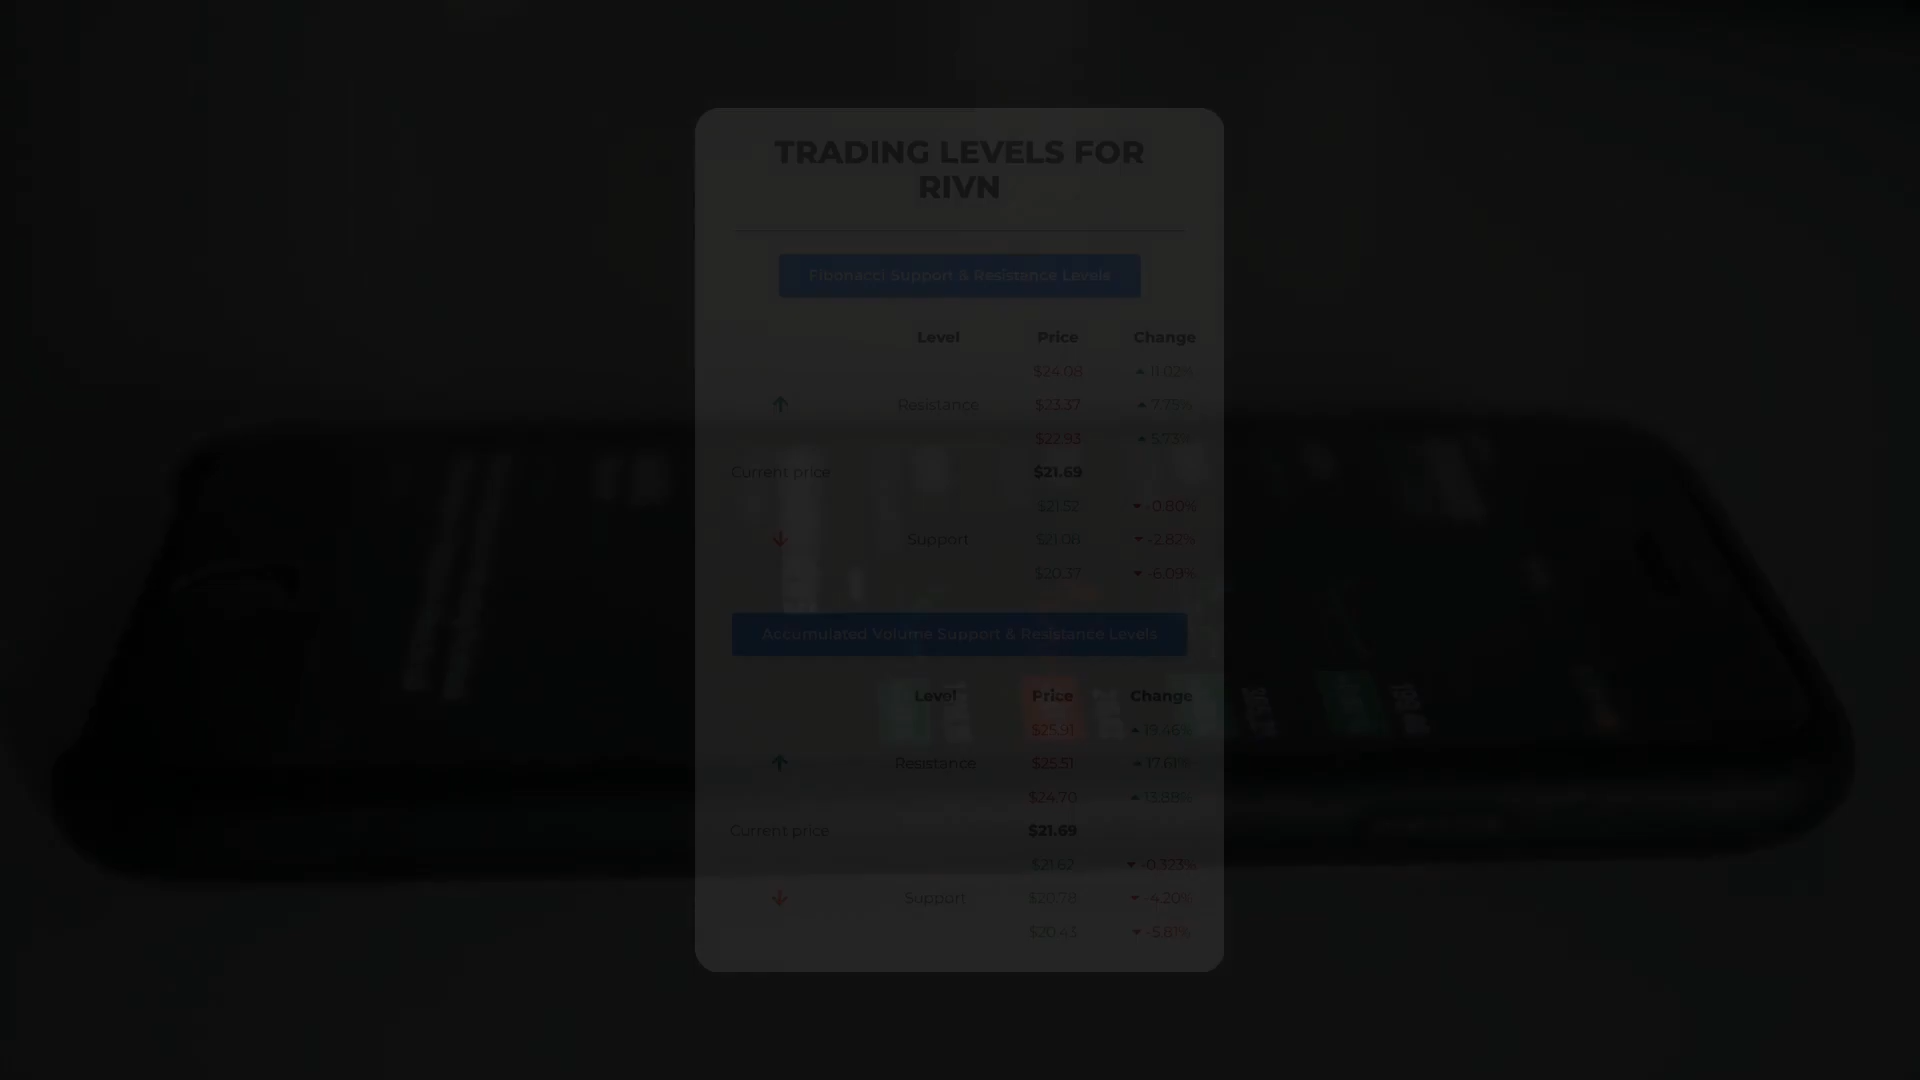 TRADING LEVELS FOR
RIVN
Fibonacci Support & Resistance Levels
Level Price Change
$24.08 11.02%
Resistance $23.37 7.75%
$22.93 5.73%
Current price $21.69
$21.52 -0.80%
Support $21.08 -2.82%
$20.37 -6.09%
Accumulated Volume Support & Resistance Levels
Level Price Change
$25.91 19.46%
Resistance $25.51 17.61%
$24.70 13.88%
Current price $21.69
$21.62 -0.323%
Support $20.78 -4.20%
$20.43 -5.81%